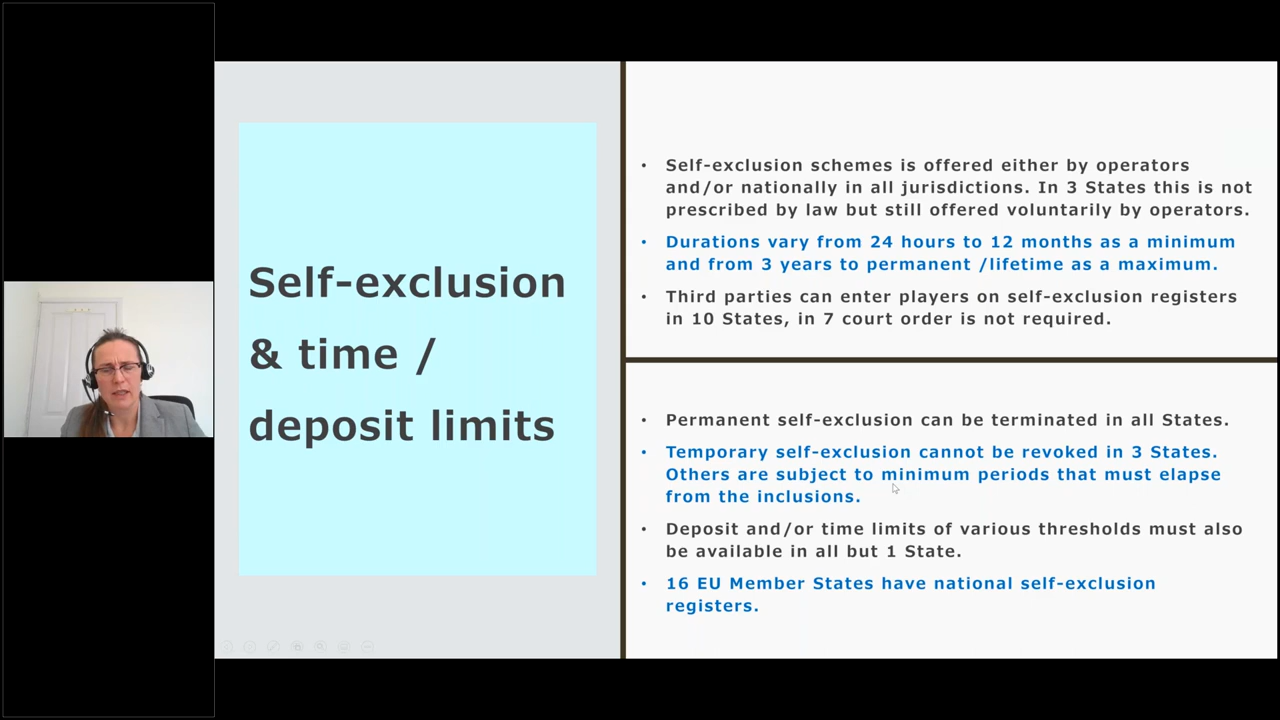 Self-exclusion
& time /
deposit limits
• Self-exclusion schemes is offered either by operators
and/or nationally in all jurisdictions. In 3 States this is not
prescribed by law but still offered voluntarily by operators.
• Durations vary from 24 hours to 12 months as a minimum
and from 3 years to permanent /lifetime as a maximum.
• Third parties can enter players on self-exclusion registers
in 10 States, in 7 court order is not required.
• Permanent self-exclusion can be terminated in all States.
• Temporary self-exclusion cannot be revoked in 3 States.
Others are subject to minimum periods that must elapse
from the inclusions.
• Deposit and/or time limits of various thresholds must also
be available in all but 1 State.
• 16 EU Member States have national self-exclusion
registers.